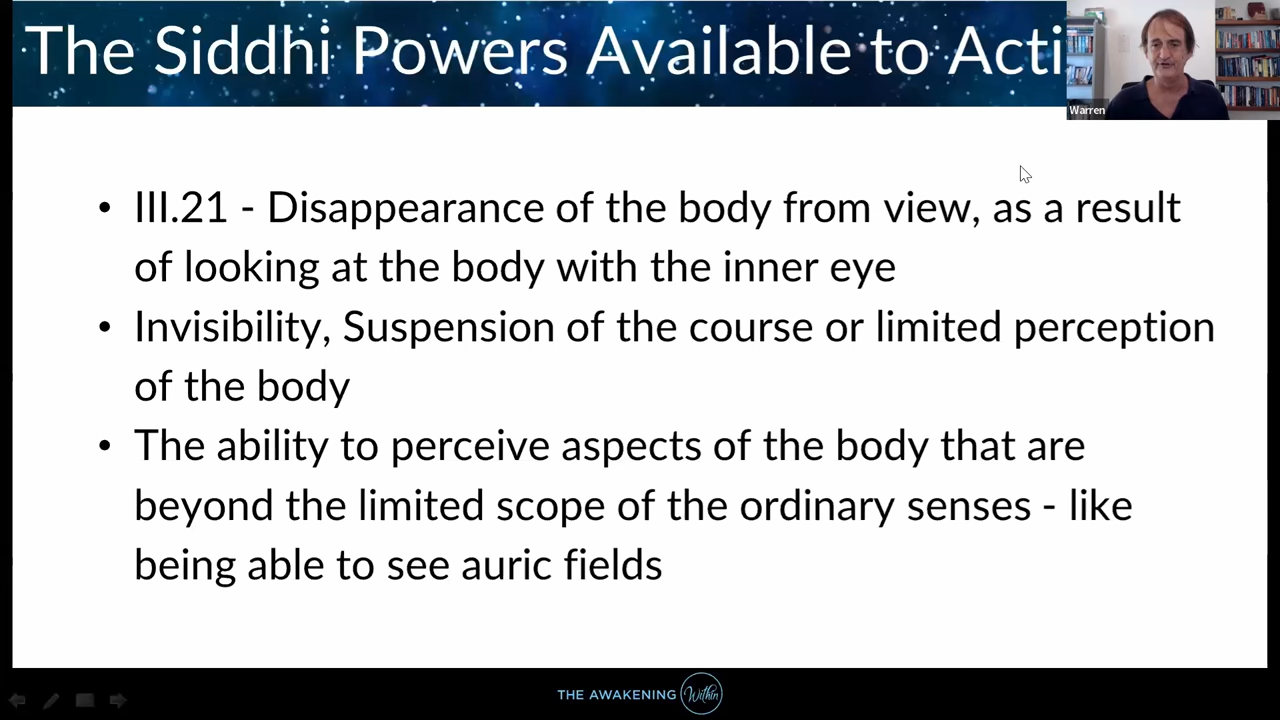 The Siddhi Powers Available to Acti
Warren
• III.21 - Disappearance of the body from view, as a result
of looking at the body with the inner eye
• Invisibility, Suspension of the course or limited perception
of the body
• The ability to perceive aspects of the body that are
beyond the limited scope of the ordinary senses - like
being able to see auric fields
THE AWAKENING Within